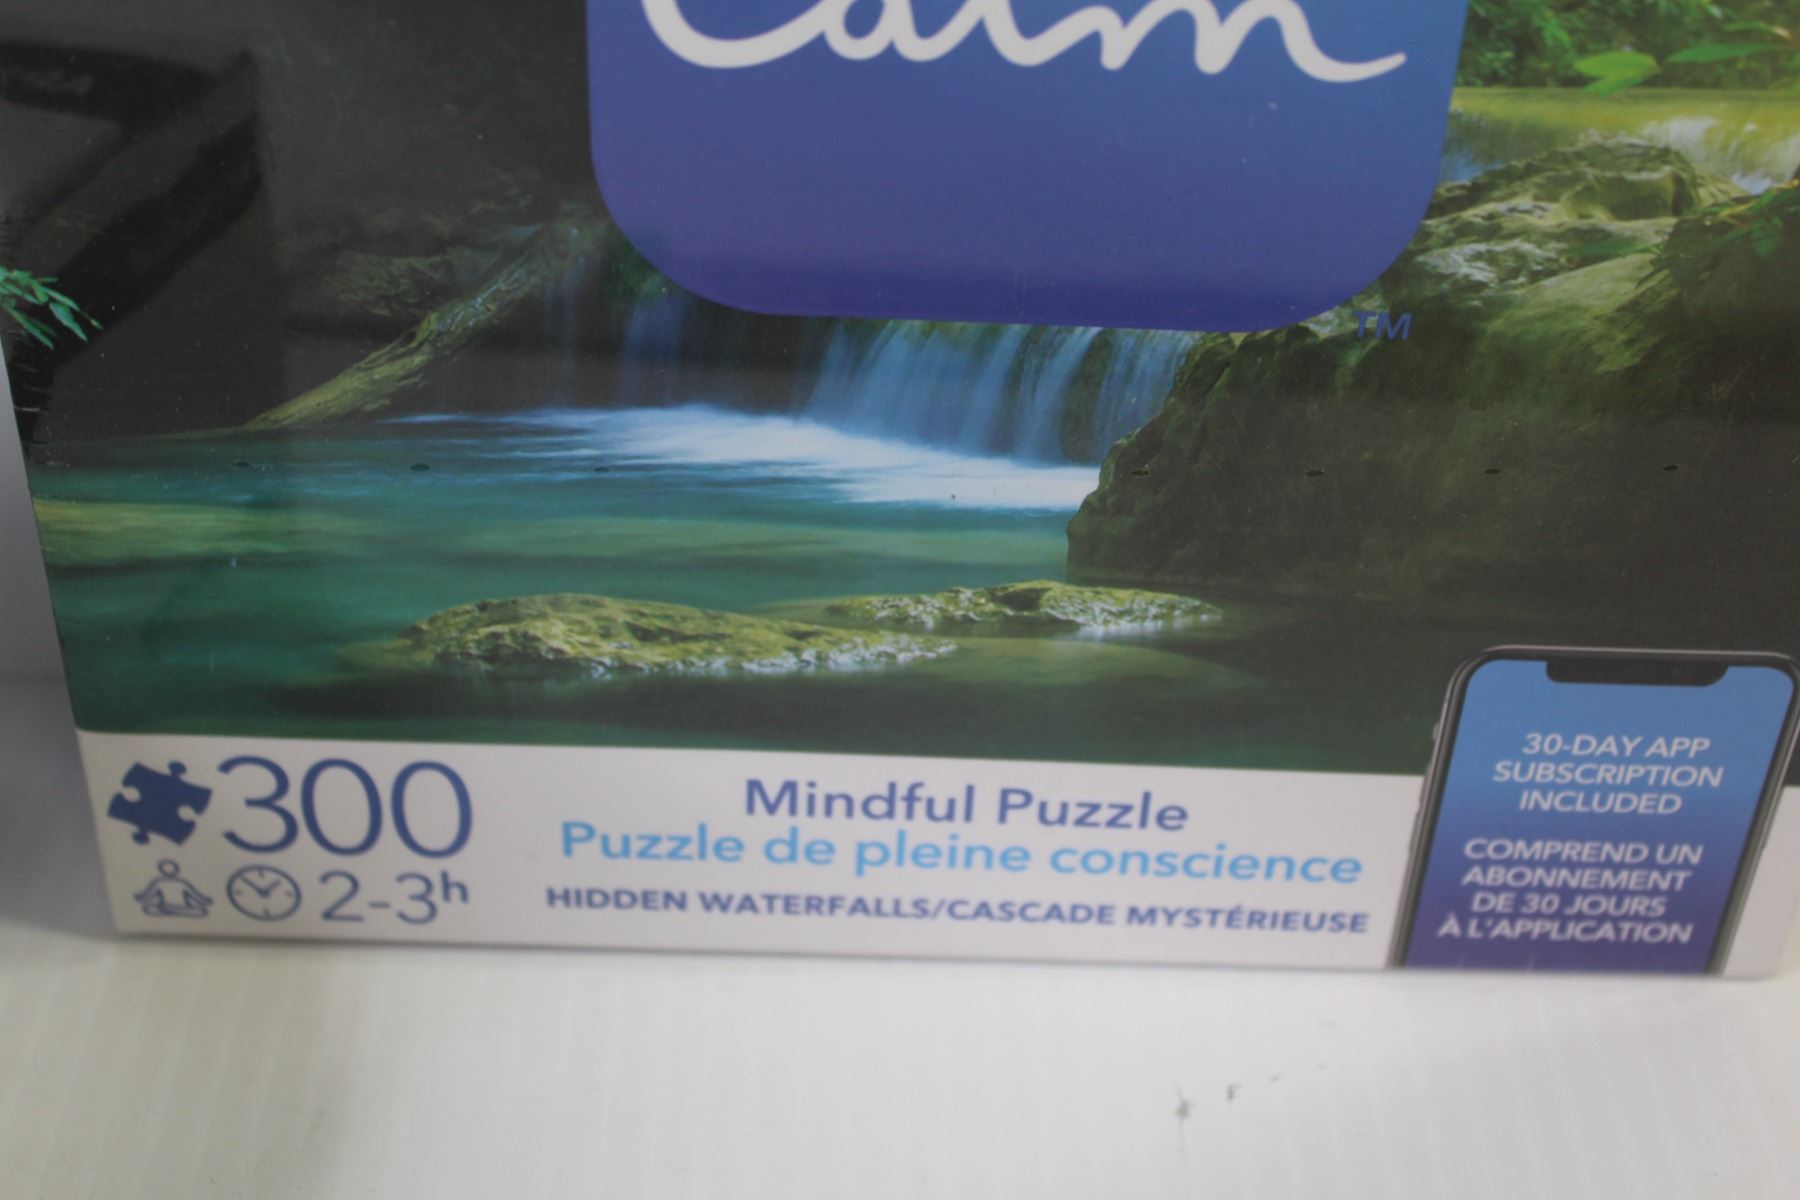 Calm
TM
300
2-3h
Mindful Puzzle
Puzzle de pleine conscience
HIDDEN WATERFALLS/CASCADE MYSTÉRIEUSE
30-DAY APP
SUBSCRIPTION
INCLUDED
COMPREND UN
ABONNEMENT
DE 30 JOURS
À L'APPLICATION